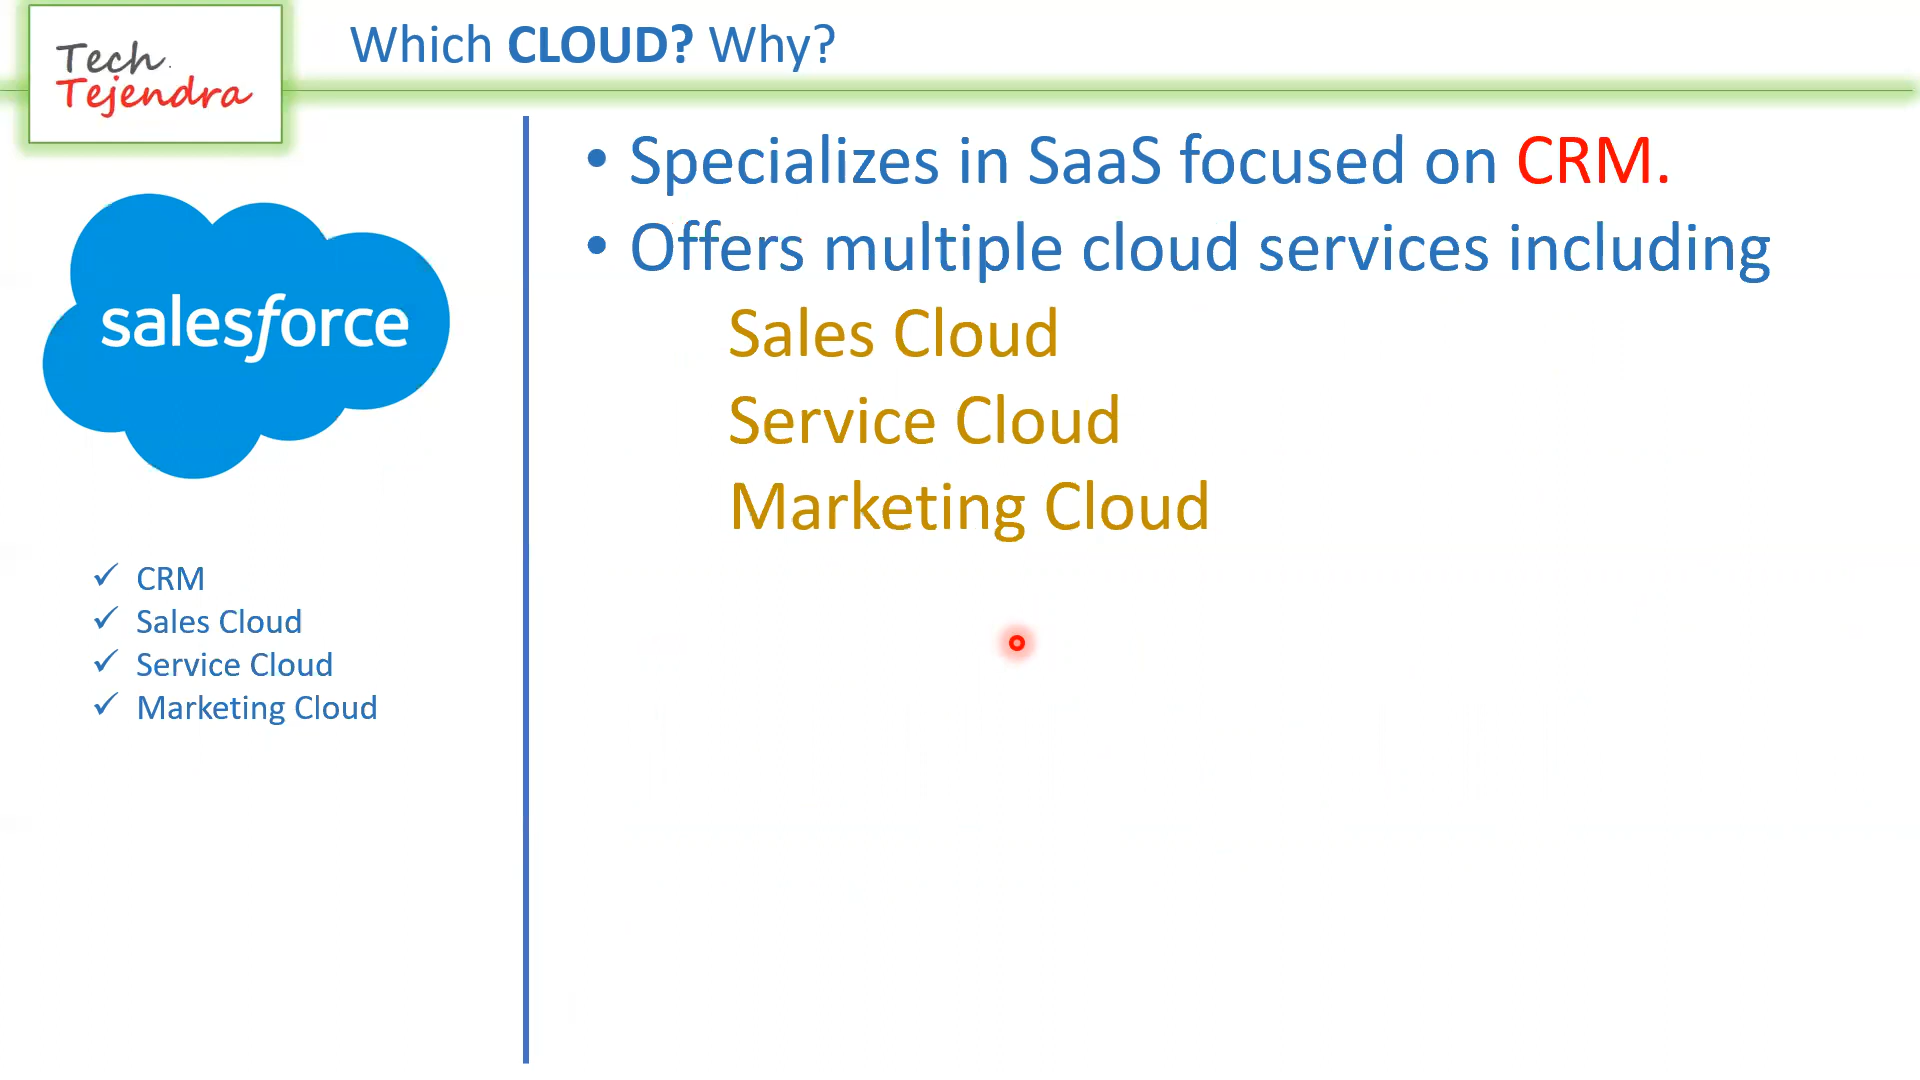 Tech
Tejendra
Which CLOUD? Why?
salesforce
✓ CRM
✓ Sales Cloud
✓ Service Cloud
✓ Marketing Cloud
• Specializes in SaaS focused on CRM.
• Offers multiple cloud services including
Sales Cloud
Service Cloud
Marketing Cloud